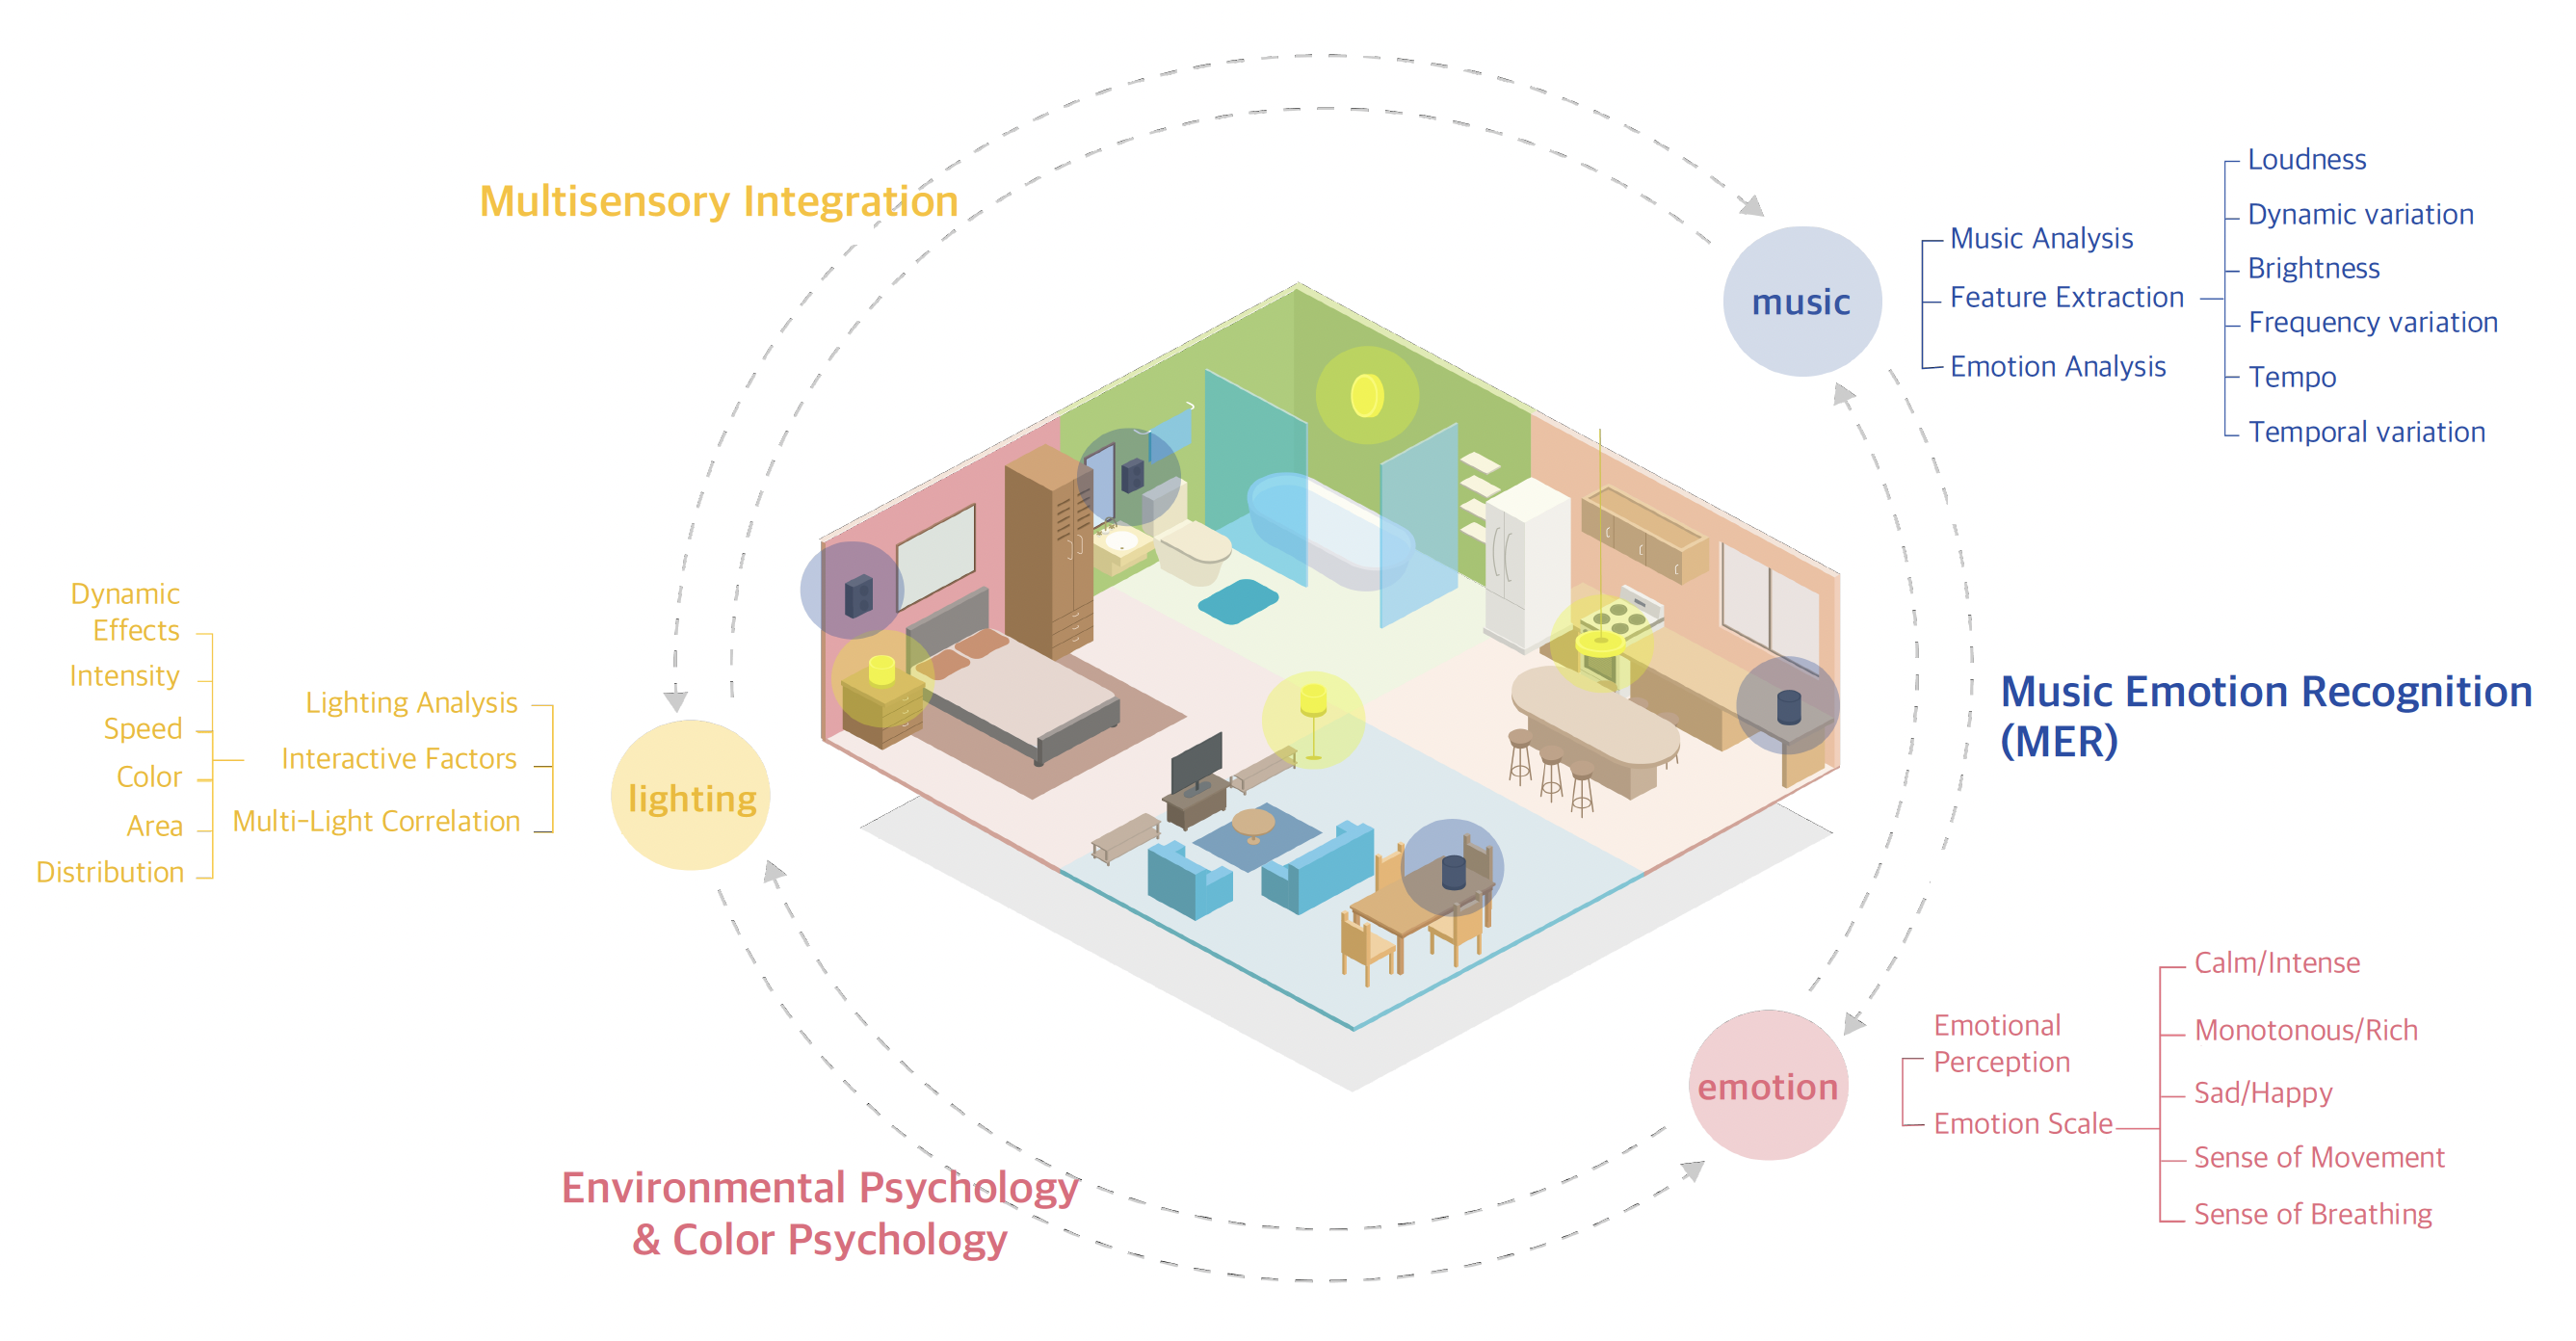 Multisensory Integration
music
Music Analysis
Feature Extraction
Emotion Analysis
Loudness
Dynamic variation
Brightness
Frequency variation
Tempo
Temporal variation
Dynamic
Effects
Intensity
Speed
Color
Area
Distribution
Lighting Analysis
Interactive Factors
Multi-Light Correlation
lighting
Music Emotion Recognition
(MER)
emotion
Emotional
Perception
Emotion Scale
Calm/Intense
Monotonous/Rich
Sad/Happy
Sense of Movement
Sense of Breathing
Environmental Psychology
& Color Psychology